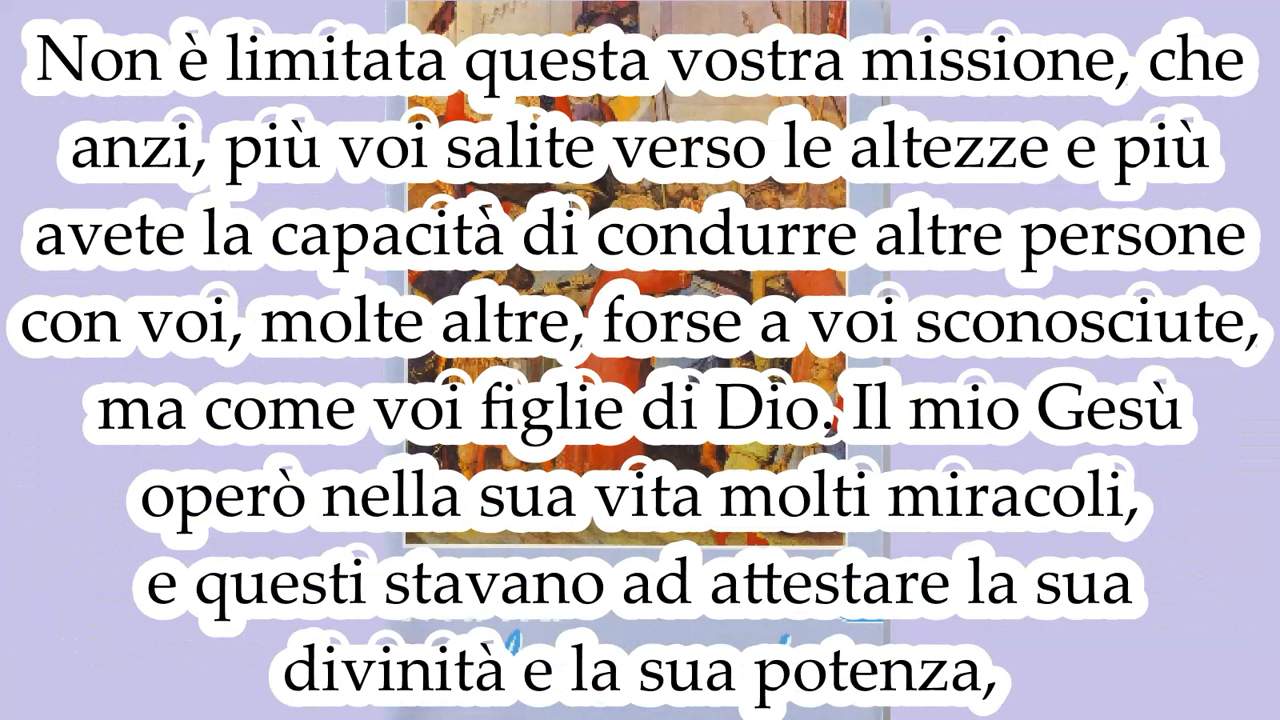 Non è limitata questa vostra missione, che
anzi, più voi salite verso le altezze e più
avete la capacità di condurre altre persone
con voi, molte altre, forse a voi sconosciute,
ma come voi figlie di Dio. Il mio Gesù
operò nella sua vita molti miracoli,
e questi stavano ad attestare la sua
divinità e la sua potenza,